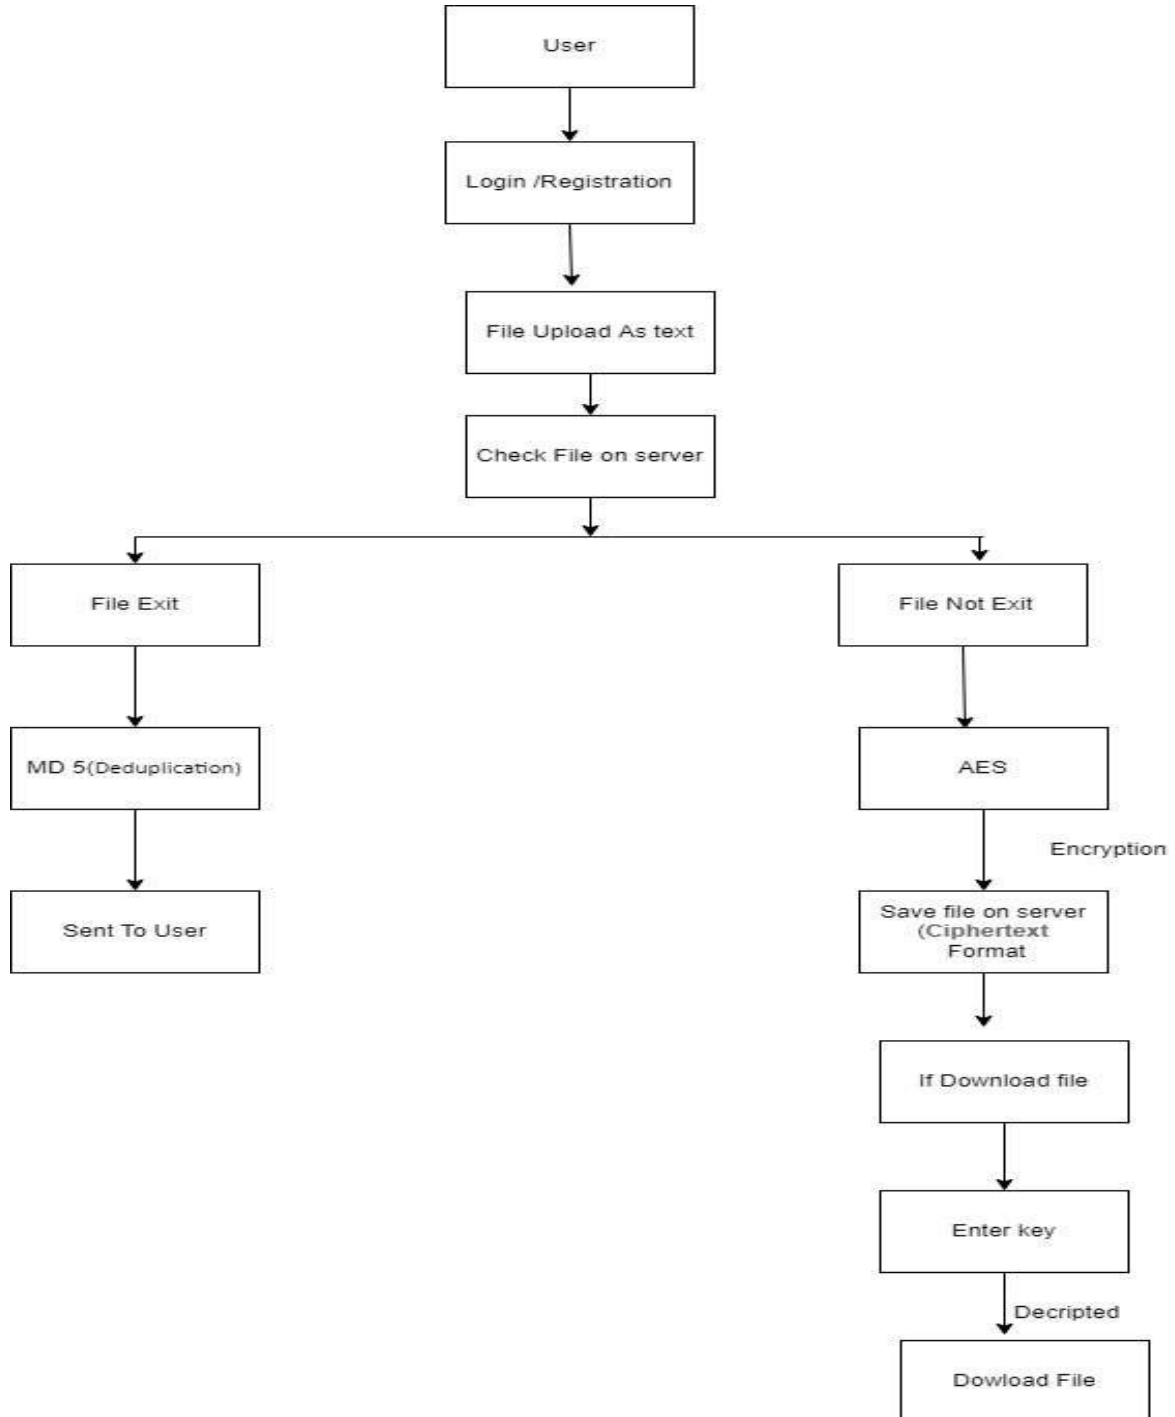 User
Login /Registration
File Upload As text
Check File on server
File Exit
File Not Exit
MD 5(Deduplication)
AES
Encryption
Sent To User
Save file on server
(Ciphertext
Format
If Download file
Enter key
Decripted
Dowload File